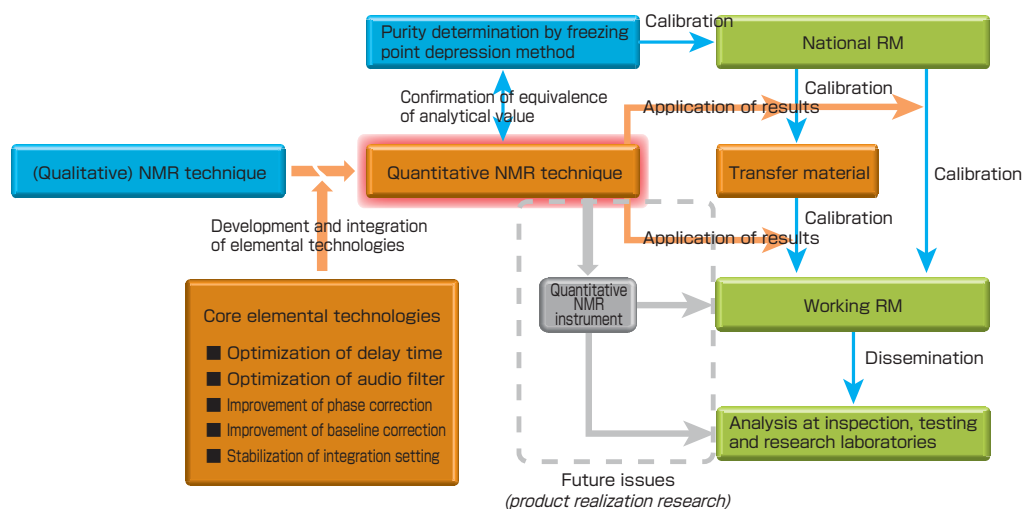 Purity determination by freezing
point depression method
Calibration
National RM
Confirmation of equivalence
of analytical value
Application of results
Calibration
(Qualitative) NMR technique
Quantitative NMR technique
Transfer material
Calibration
Development and integration
of elemental technologies
Calibration
Application of results
Core elemental technologies
■ Optimization of delay time
■ Optimization of audio filter
■ Improvement of phase correction
■ Improvement of baseline correction
■ Stabilization of integration setting
Quantitative
NMR
instrument
Working RM
Dissemination
Analysis at inspection, testing
and research laboratories
Future issues
(product realization research)